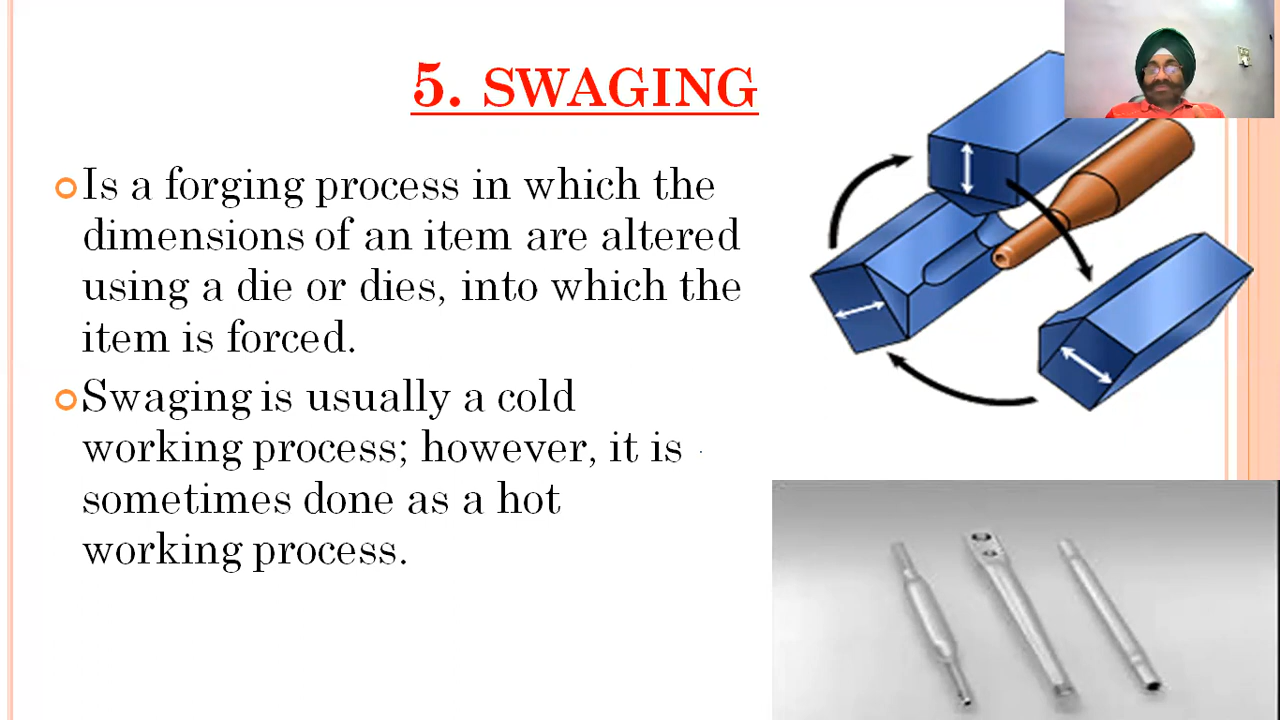 5. SWAGING
Is a forging process in which the
dimensions of an item are altered
using a die or dies, into which the
item is forced.
Swaging is usually a cold
working process; however, it is
sometimes done as a hot
working process.